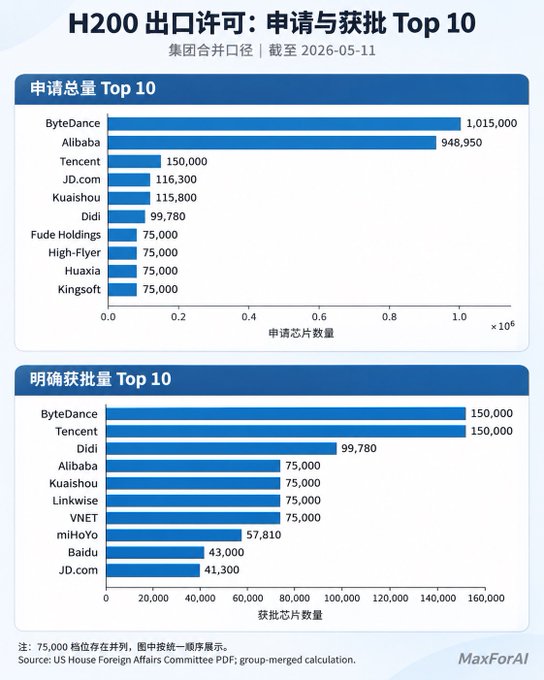 H200 出口许可：申请与获批 Top 10
集团合并口径 | 截至 2026-05-11
申请总量 Top 10
ByteDance 1,015,000
Alibaba 948,950
Tencent 150,000
JD.com 116,300
Kuaishou 115,800
Didi 99,780
Fude Holdings 75,000
High-Flyer 75,000
Huaxia 75,000
Kingsoft 75,000
0.0 0.2 0.4 0.6 0.8 1.0
×10⁶
申请芯片数量
明确获批量 Top 10
ByteDance 150,000
Tencent 150,000
Didi 99,780
Alibaba 75,000
Kuaishou 75,000
Linkwise 75,000
VNET 75,000
miHoYo 57,810
Baidu 43,000
JD.com 41,300
0 20,000 40,000 60,000 80,000 100,000 120,000 140,000 160,000
获批芯片数量
注：75,000 档位存在并列，图中按统一顺序展示。
Source: US House Foreign Affairs Committee PDF; group-merged calculation.
MaxForAI